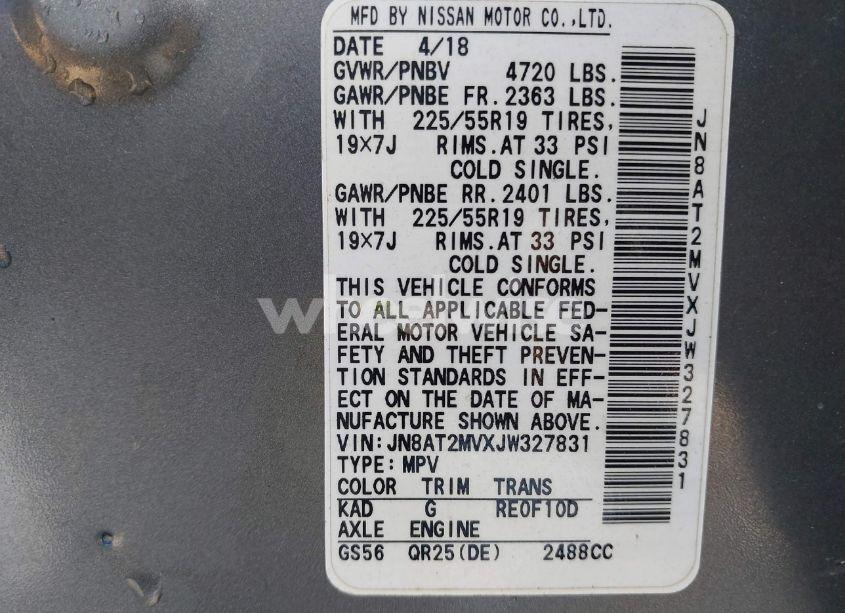 MFD BY NISSAN MOTOR CO.,LTD.
DATE 4/18
GVWR/PNBV 4720 LBS.
GAWR/PNBE FR. 2363 LBS.
WITH 225/55R19 TIRES,
19×7J RIMS. AT 33 PSI
COLD SINGLE.
GAWR/PNBE RR. 2401 LBS.
WITH 225/55R19 TIRES,
19×7J RIMS. AT 33 PSI
COLD SINGLE.
THIS VEHICLE CONFORMS
TO ALL APPLICABLE FED-
ERAL MOTOR VEHICLE SA-
FETY AND THEFT PREVEN-
TION STANDARDS IN EFF-
ECT ON THE DATE OF MA-
NUFACTURE SHOWN ABOVE.
VIN:JN8AT2MVXJW327831
TYPE:MPV
COLOR TRIM TRANS
KAD G RE0F10D
AXLE ENGINE
GS56 QR25(DE) 2488CC
JN8AT2MVXJW327831